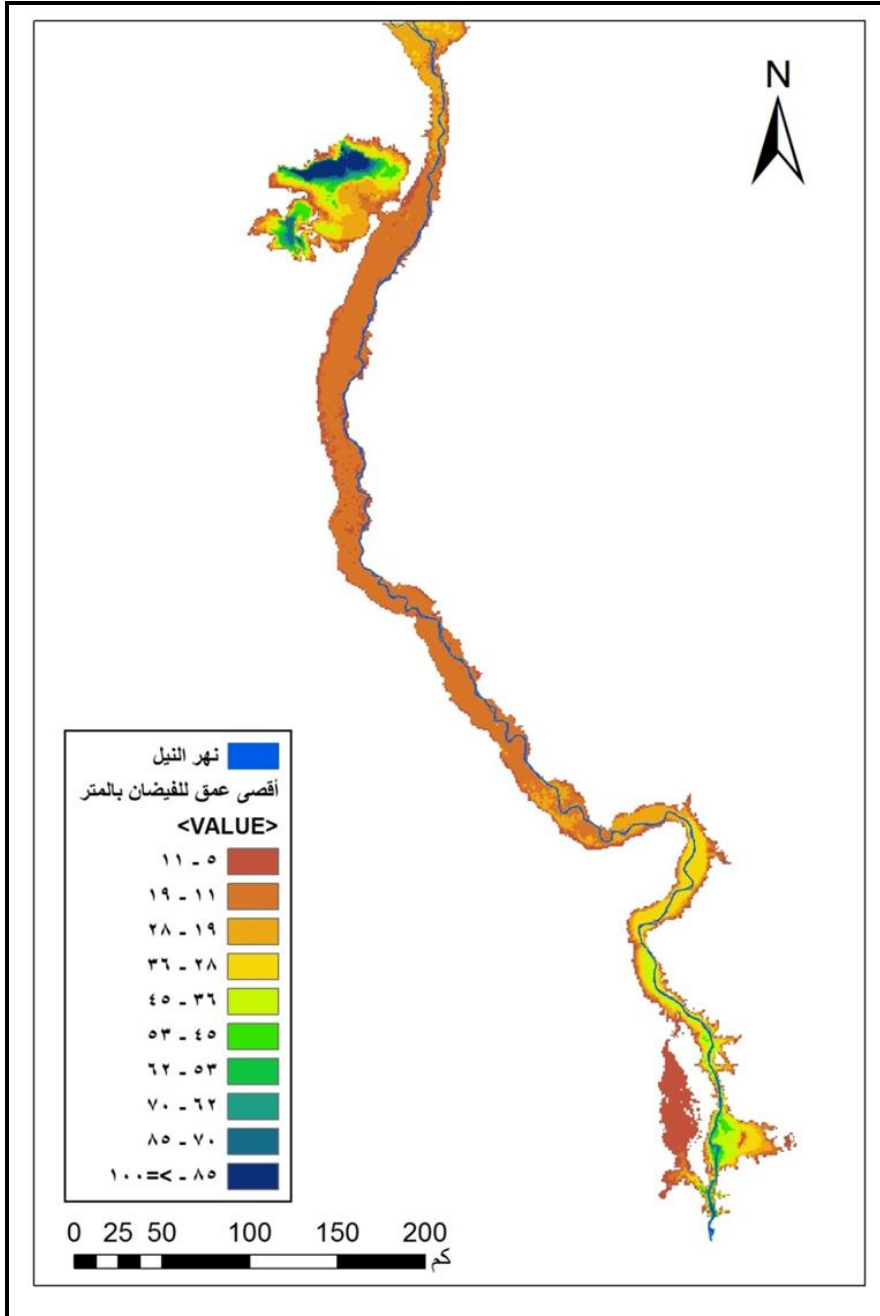 N
نهر النيل
أقصى عمق للفيضان بالمتر
<VALUE>
٥ - ١١
١١ - ١٩
١٩ - ٢٨
٢٨ - ٣٦
٣٦ - ٤٥
٤٥ - ٥٣
٥٣ - ٦٢
٦٢ - ٧٠
٧٠ - ٨٥
٨٥ - >=١٠٠
0 25 50 100 150 200
كم